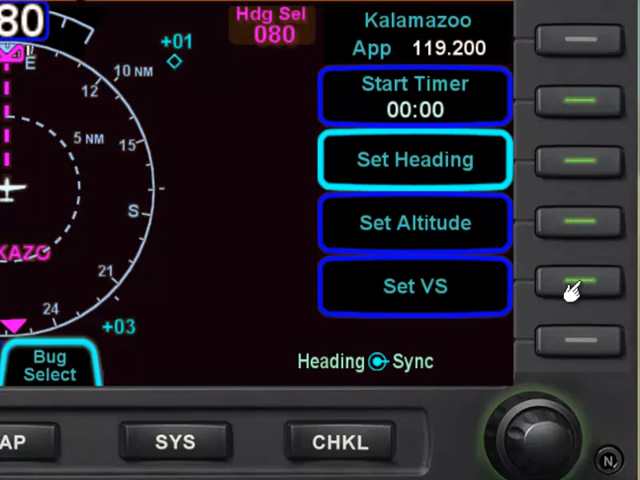 80
Hdg Sel
080
Kalamazoo
App 119.200
+01
E
10 NM
12
Start Timer
00:00
5 NM
15
Set Heading
S
Set Altitude
KAZO
21
Set VS
24
+03
Bug
Select
Heading Sync
AP
SYS
CHKL
N